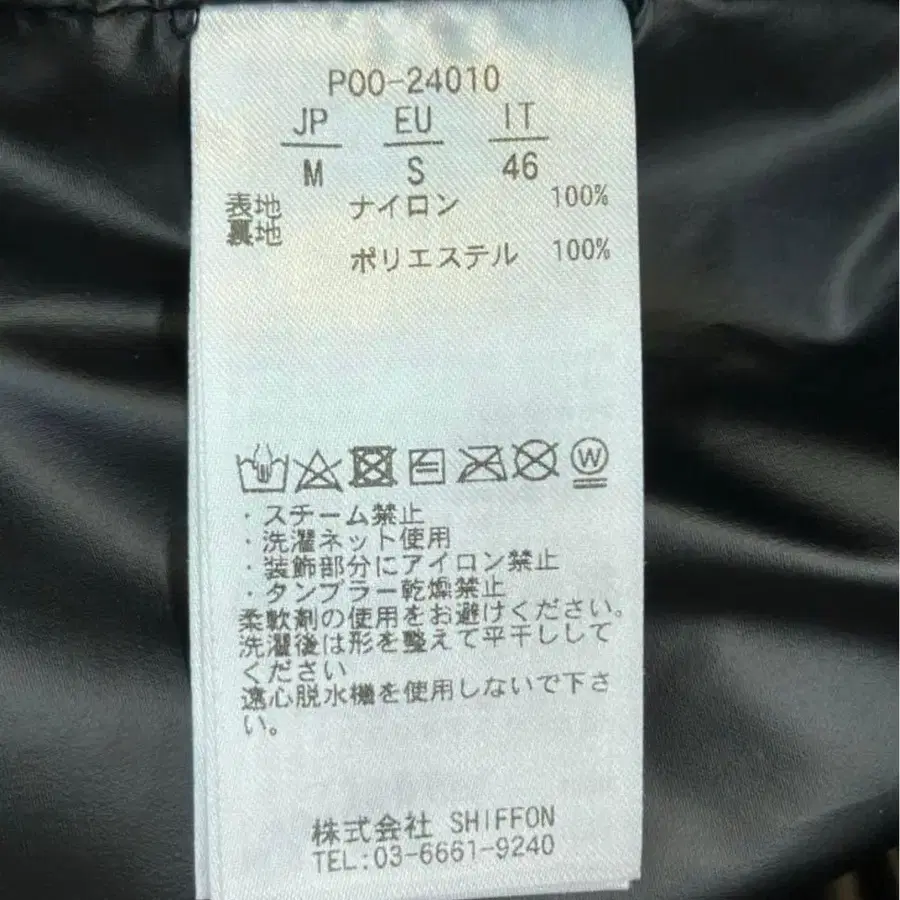 P00-24010
JP EU IT
M S 46
表地 ナイロン 100%
裏地
ポリエステル 100%
W
・スチーム禁止
・洗濯ネット使用
・装飾部分にアイロン禁止
・タンブラー乾燥禁止
柔軟剤の使用をお避けください。
洗濯後は形を整えて平干しして
ください
遠心脱水機を使用しないで下さ
い。
株式会社 SHIFFON
TEL:03-6661-9240